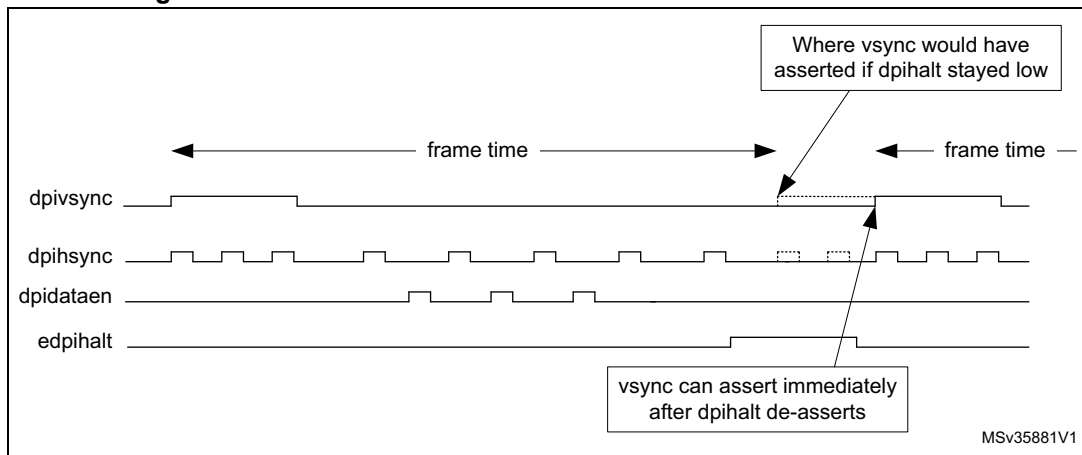 Where vsync would have
asserted if dpihalt stayed low
frame time
frame time
dpivsync
dpihsync
dpidataen
edpihalt
vsync can assert immediately
after dpihalt de-asserts
MSv35881V1